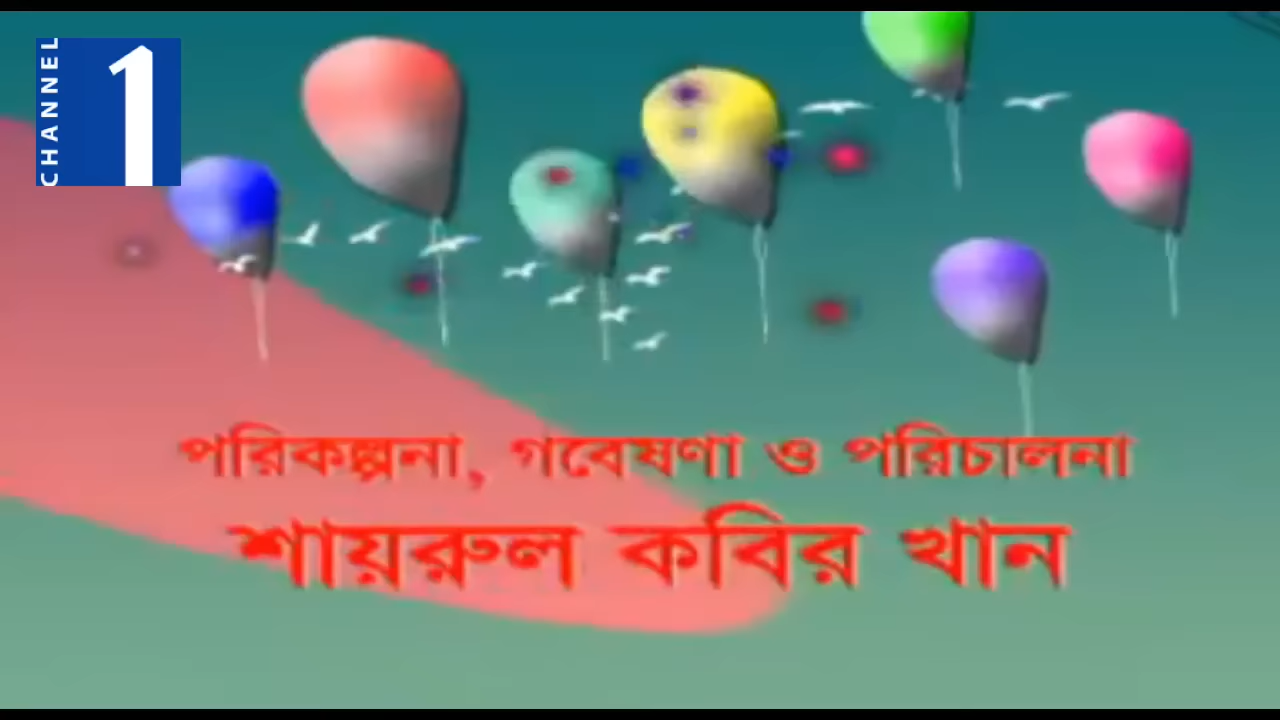 CHANNEL 1
পরিকল্পনা, গবেষণা ও পরিচালনা
শায়রুল কবির খান